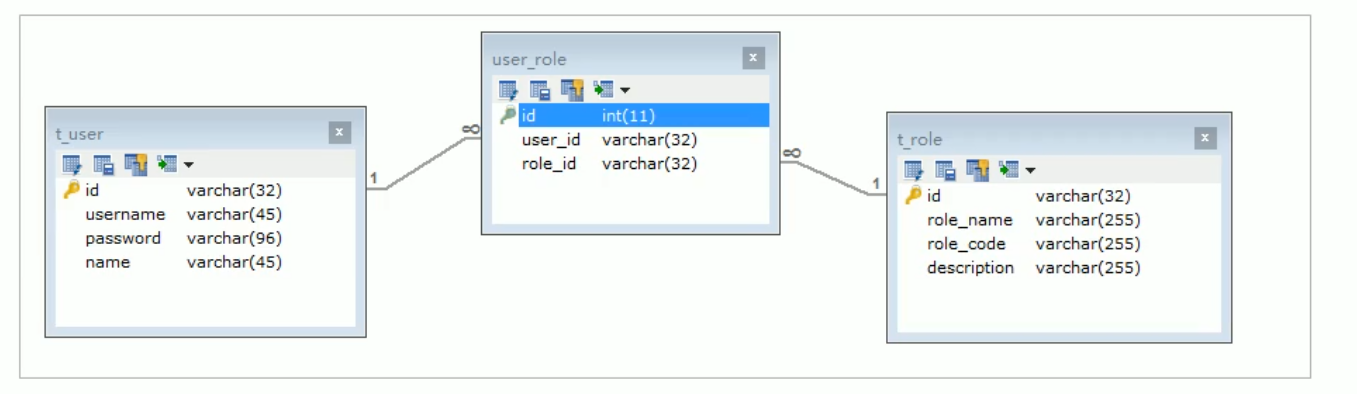 user_role
id int(11)
user_id varchar(32)
role_id varchar(32)
t_user
id varchar(32)
username varchar(45)
password varchar(96)
name varchar(45)
t_role
id varchar(32)
role_name varchar(255)
role_code varchar(255)
description varchar(255)
1
∞
∞
1